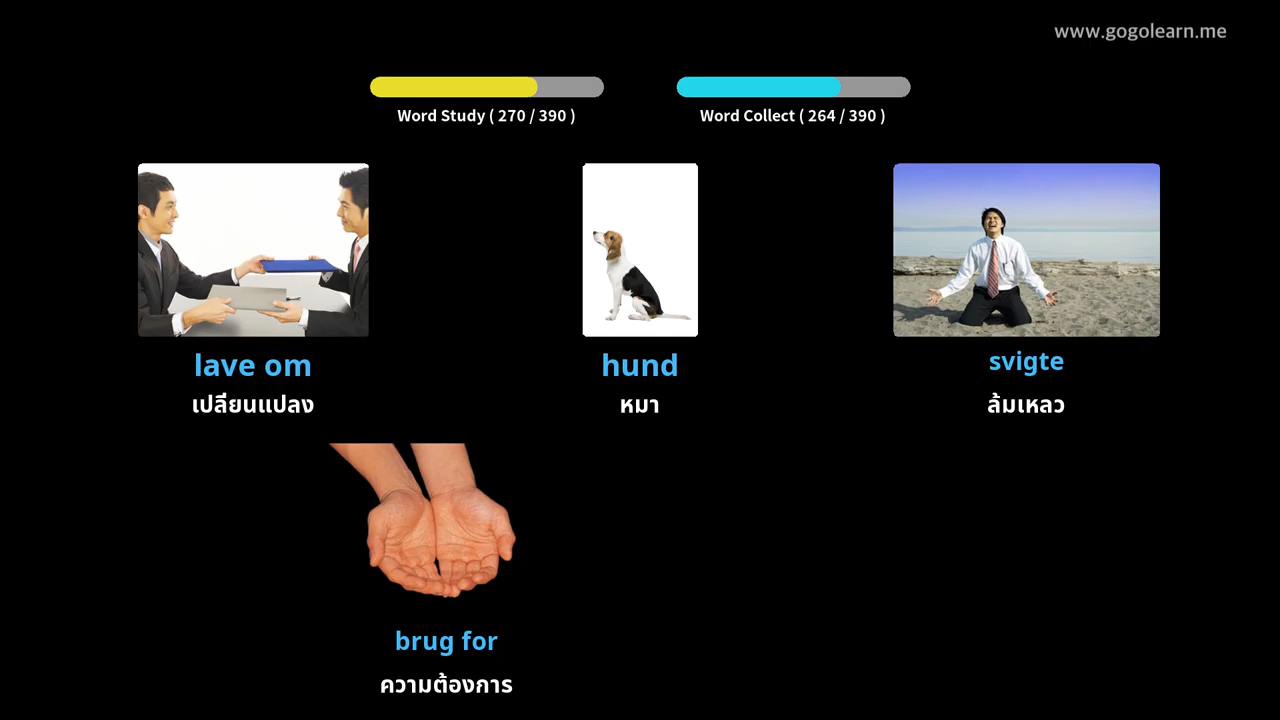 www.gogolearn.me
Word Study ( 270 / 390 )
Word Collect ( 264 / 390 )
lave om
เปลี่ยนแปลง
hund
หมา
svigte
ล้มเหลว
brug for
ความต้องการ